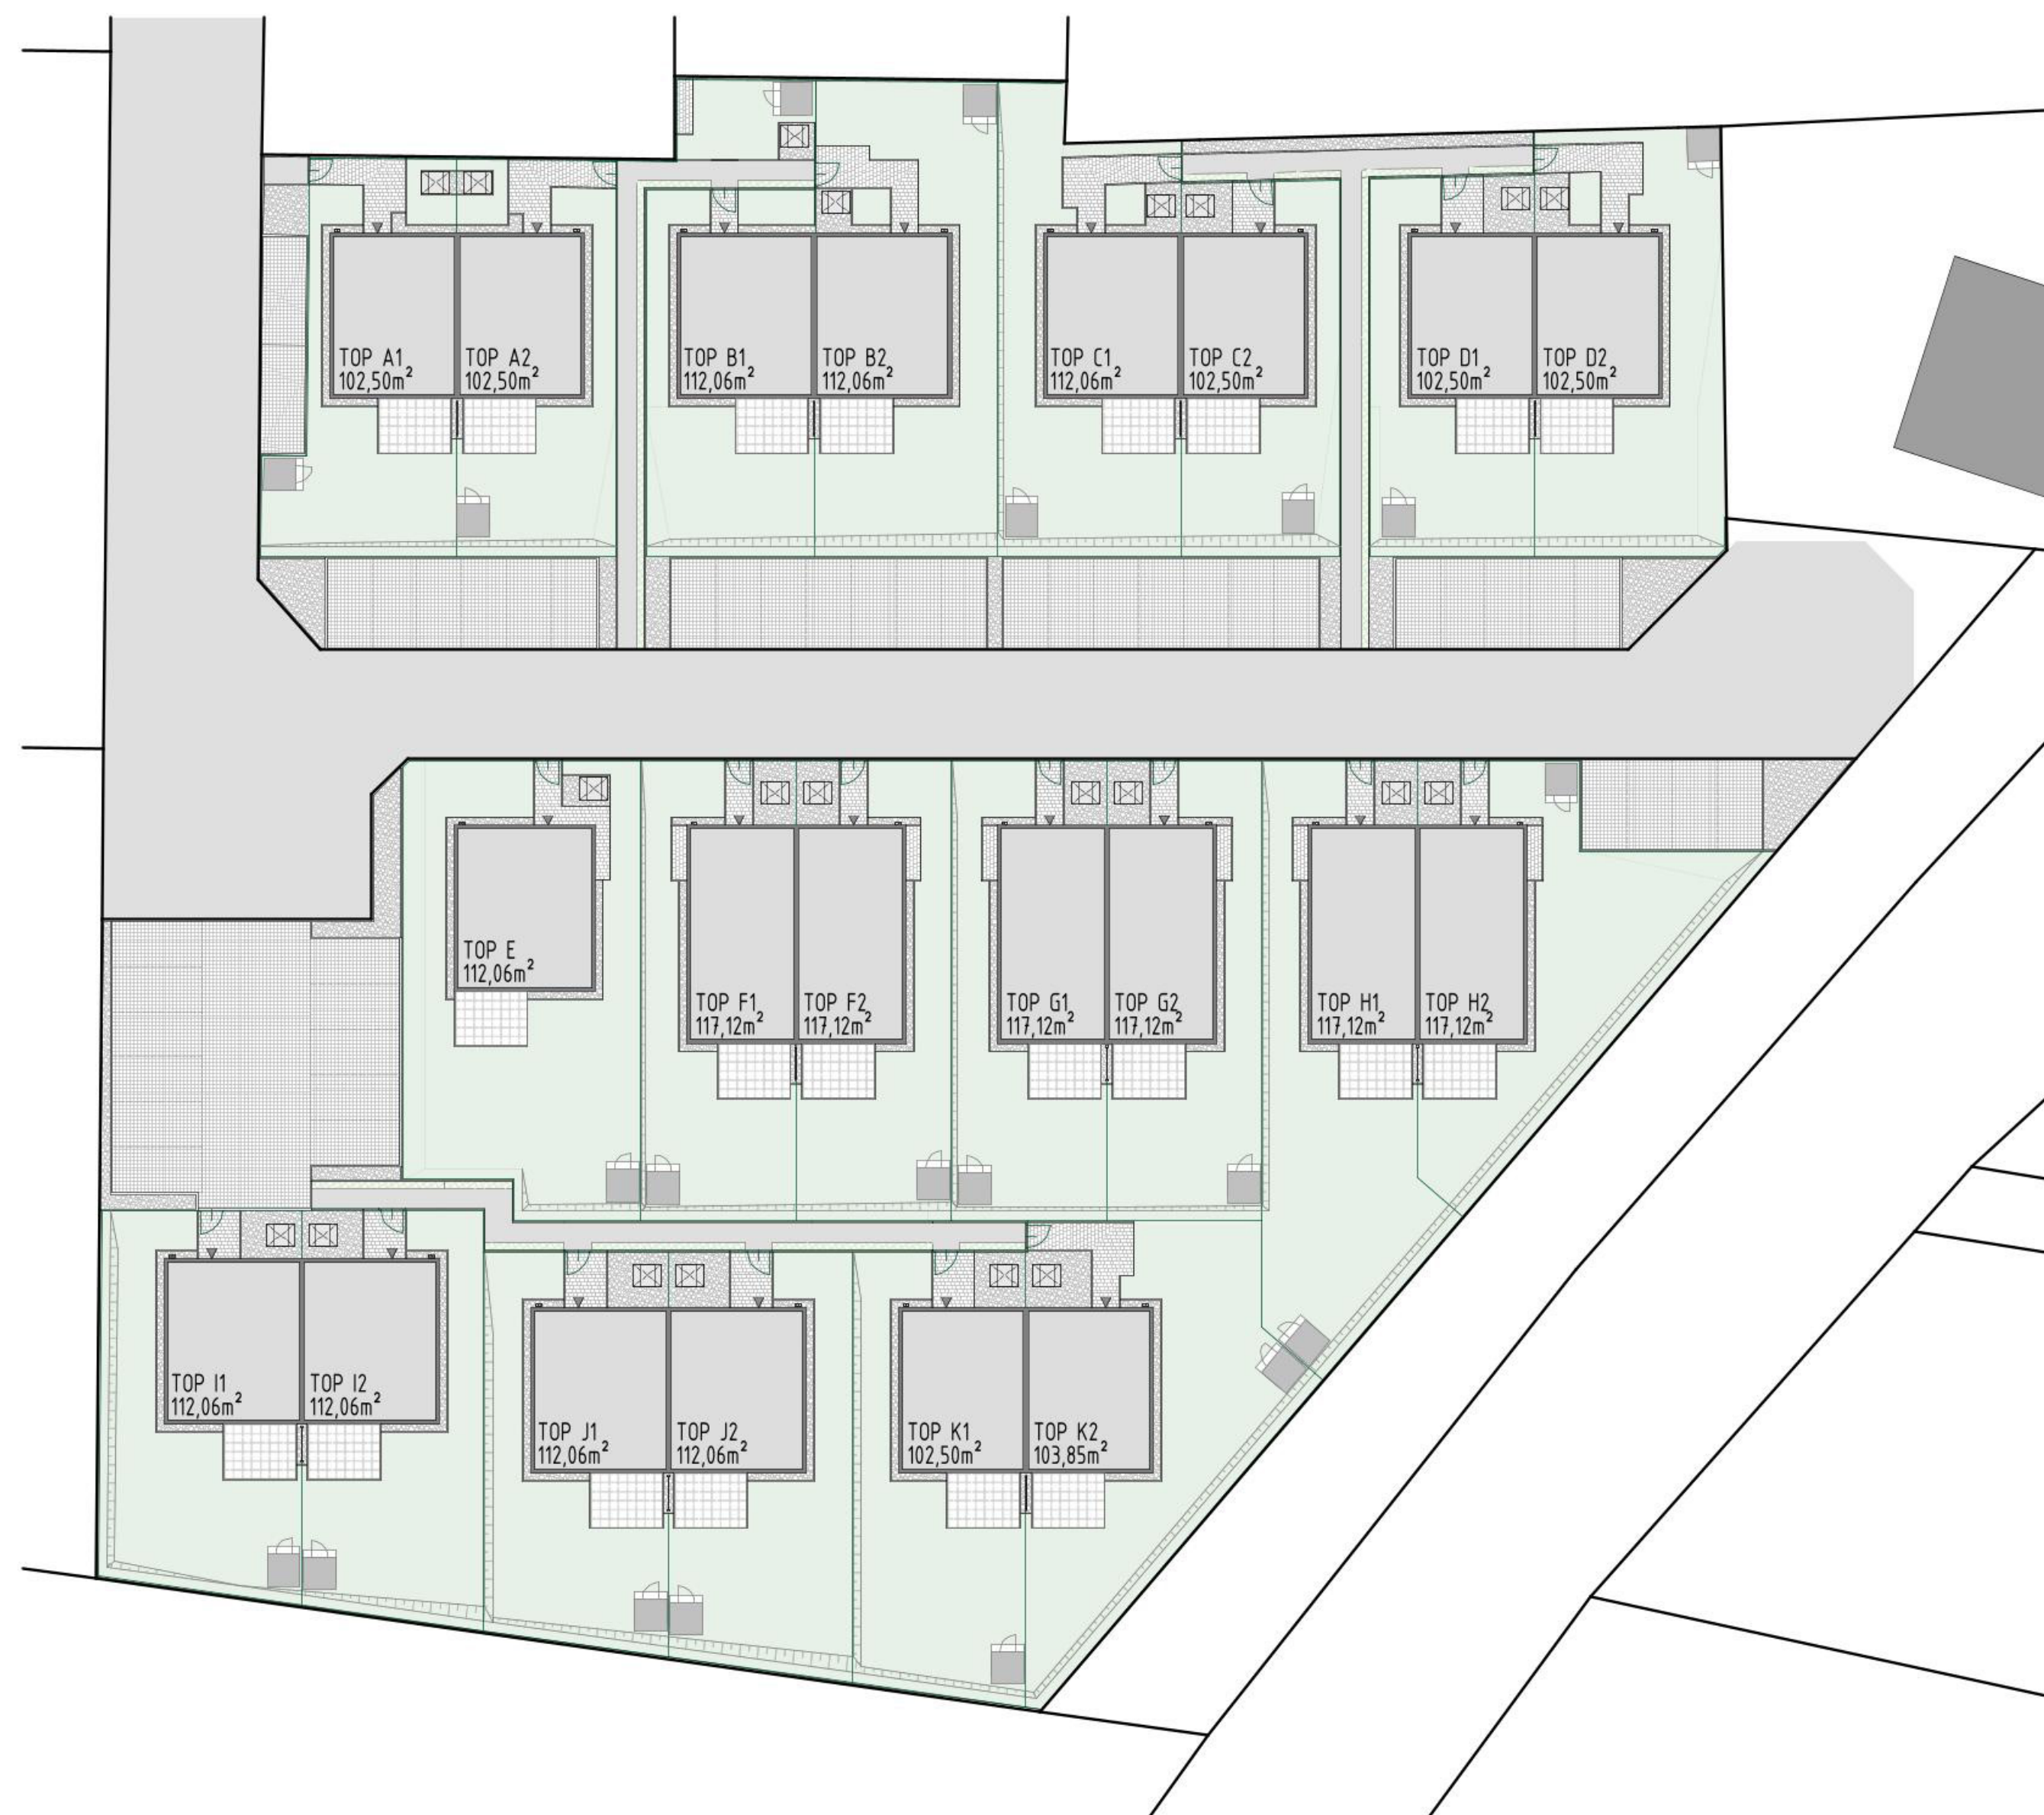 TOP A1
102,50m²
TOP A2
102,50m²
TOP B1
112,06m²
TOP B2
112,06m²
TOP C1
112,06m²
TOP C2
102,50m²
TOP D1
102,50m²
TOP D2
102,50m²
TOP E
112,06m²
TOP F1
117,12m²
TOP F2
117,12m²
TOP G1
117,12m²
TOP G2
117,12m²
TOP H1
117,12m²
TOP H2
117,12m²
TOP I1
112,06m²
TOP I2
112,06m²
TOP J1
112,06m²
TOP J2
112,06m²
TOP K1
102,50m²
TOP K2
103,85m²